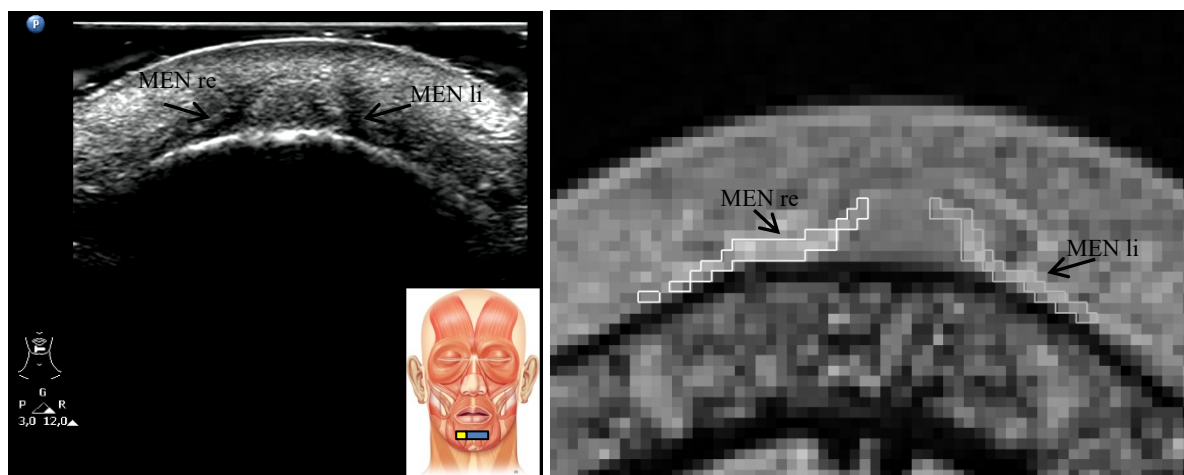 P
MEN re
MEN li
G
P R
3,0 12,0
MEN re
MEN li